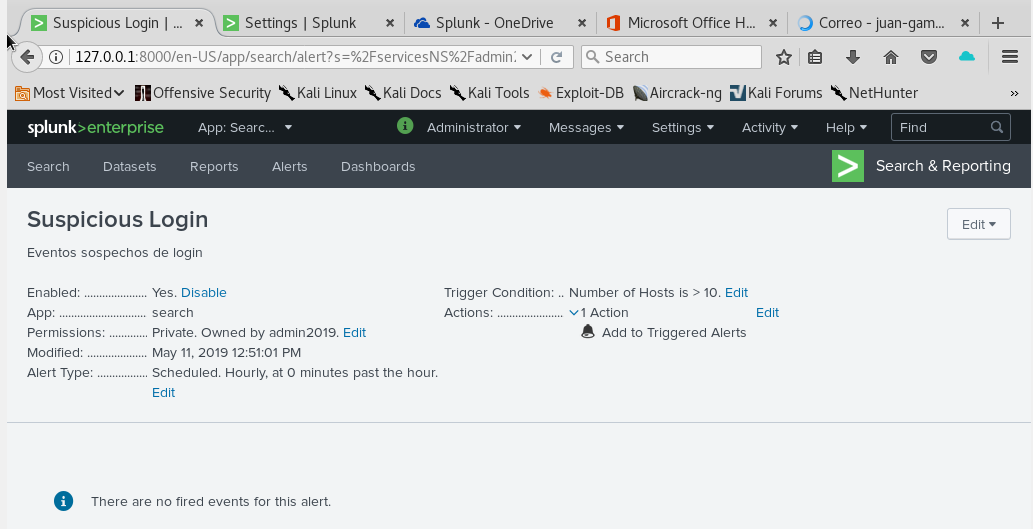 Suspicious Login | ... × Settings | Splunk × Splunk - OneDrive × Microsoft Office H... × Correo - juan-gam... × +
127.0.0.1:8000/en-US/app/search/alert?s=%2FservicesNS%2Fadmin2 Search
Most Visited Offensive Security Kali Linux Kali Docs Kali Tools Exploit-DB Aircrack-ng Kali Forums NetHunter »
splunk>enterprise App: Searc... Administrator Messages Settings Activity Help Find
Search Datasets Reports Alerts Dashboards Search & Reporting
Suspicious Login Edit
Eventos sospechos de login
Enabled: ..................... Yes. Disable Trigger Condition: .. Number of Hosts is > 10. Edit
App: ............................. search Actions: ...................... 1 Action Edit
Permissions: ............. Private. Owned by admin2019. Edit Add to Triggered Alerts
Modified: .................... May 11, 2019 12:51:01 PM
Alert Type: ................. Scheduled. Hourly, at 0 minutes past the hour.
Edit
There are no fired events for this alert.